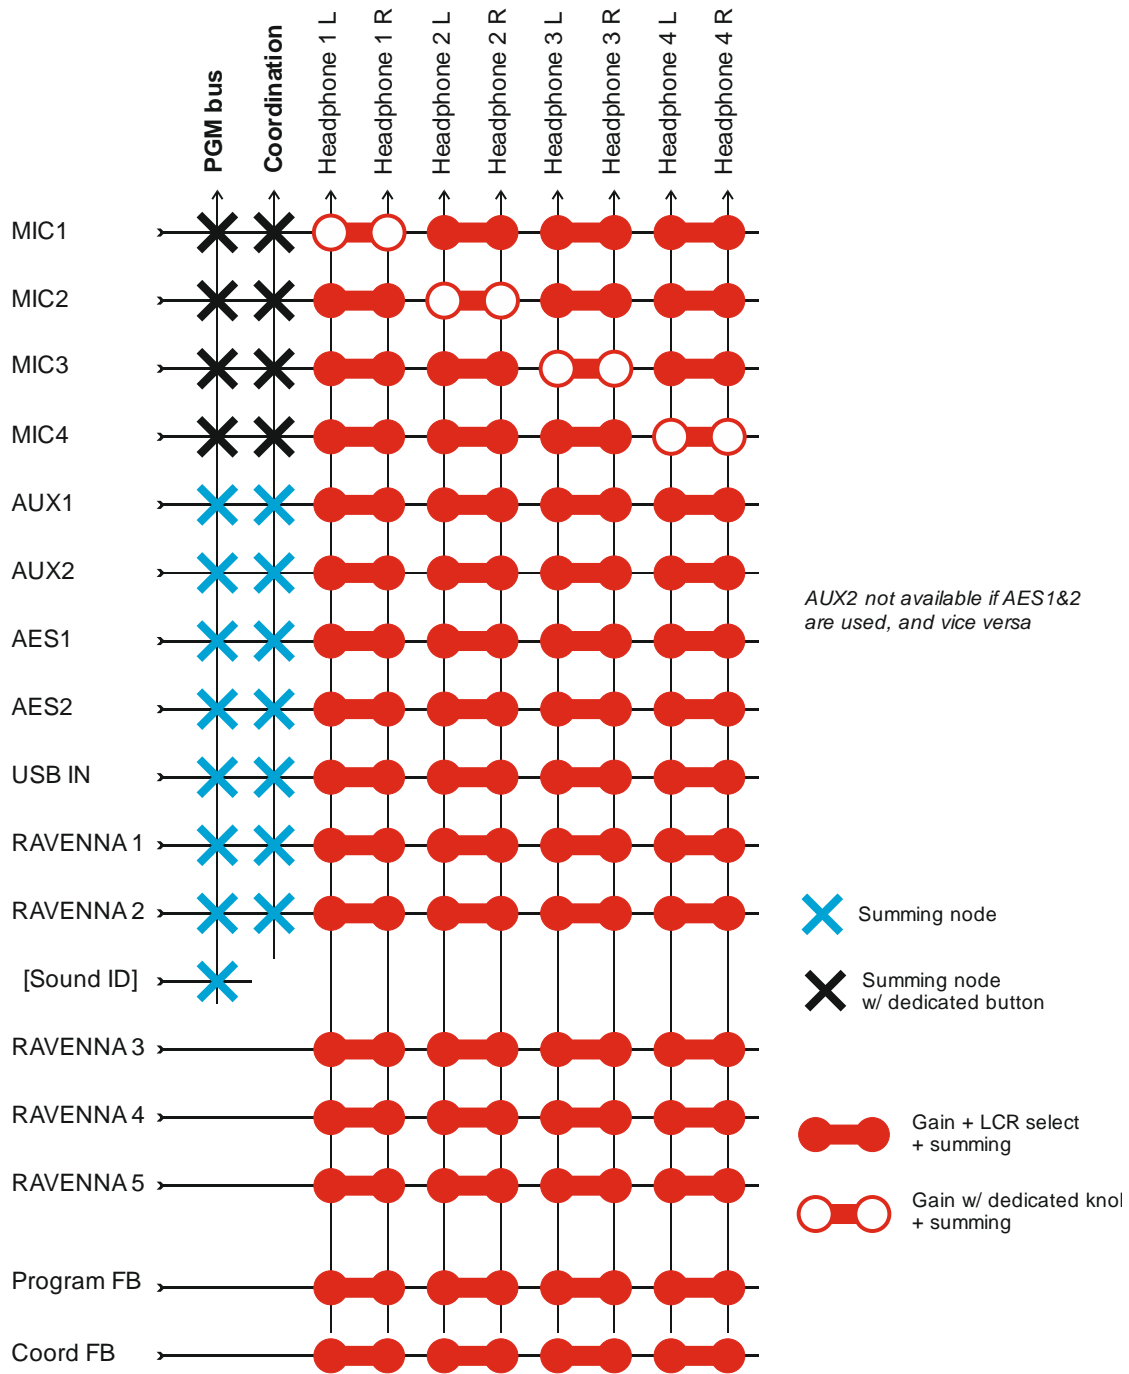 PGM bus
Coordination
Headphone 1 L
Headphone 1 R
Headphone 2 L
Headphone 2 R
Headphone 3 L
Headphone 3 R
Headphone 4 L
Headphone 4 R
MIC1
MIC2
MIC3
MIC4
AUX1
AUX2
AUX2 not available if AES1&2
are used, and vice versa
AES1
AES2
USB IN
RAVENNA 1
RAVENNA 2
Summing node
[Sound ID]
Summing node
w/ dedicated button
RAVENNA 3
RAVENNA 4
Gain + LCR select
+ summing
RAVENNA 5
Gain w/ dedicated knob
+ summing
Program FB
Coord FB